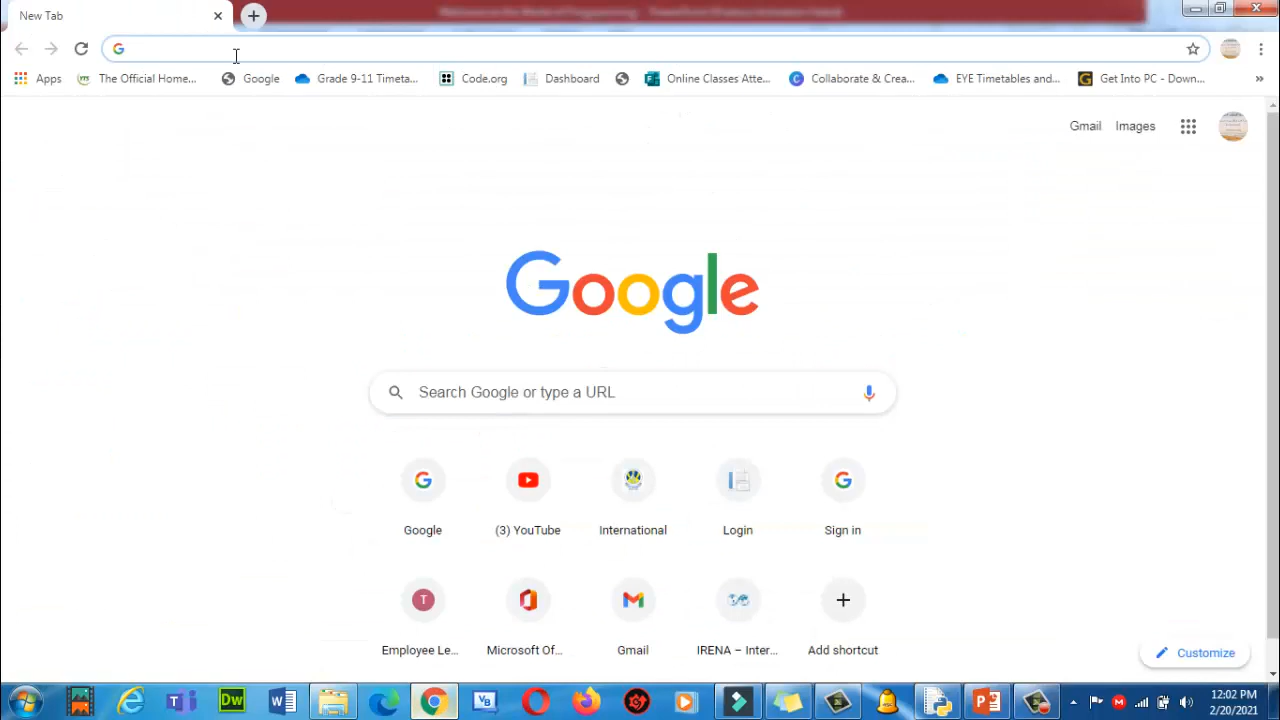 New Tab
Apps The Official Home... Google Grade 9-11 Timeta... Code.org Dashboard Online Classes Atte... Collaborate & Crea... EYE Timetables and... Get Into PC - Down... »
Gmail Images
Google
Search Google or type a URL
Google (3) YouTube International Login Sign in
T
Employee Le... Microsoft Of... Gmail IRENA – Inter... Add shortcut
Customize
12:02 PM
2/20/2021